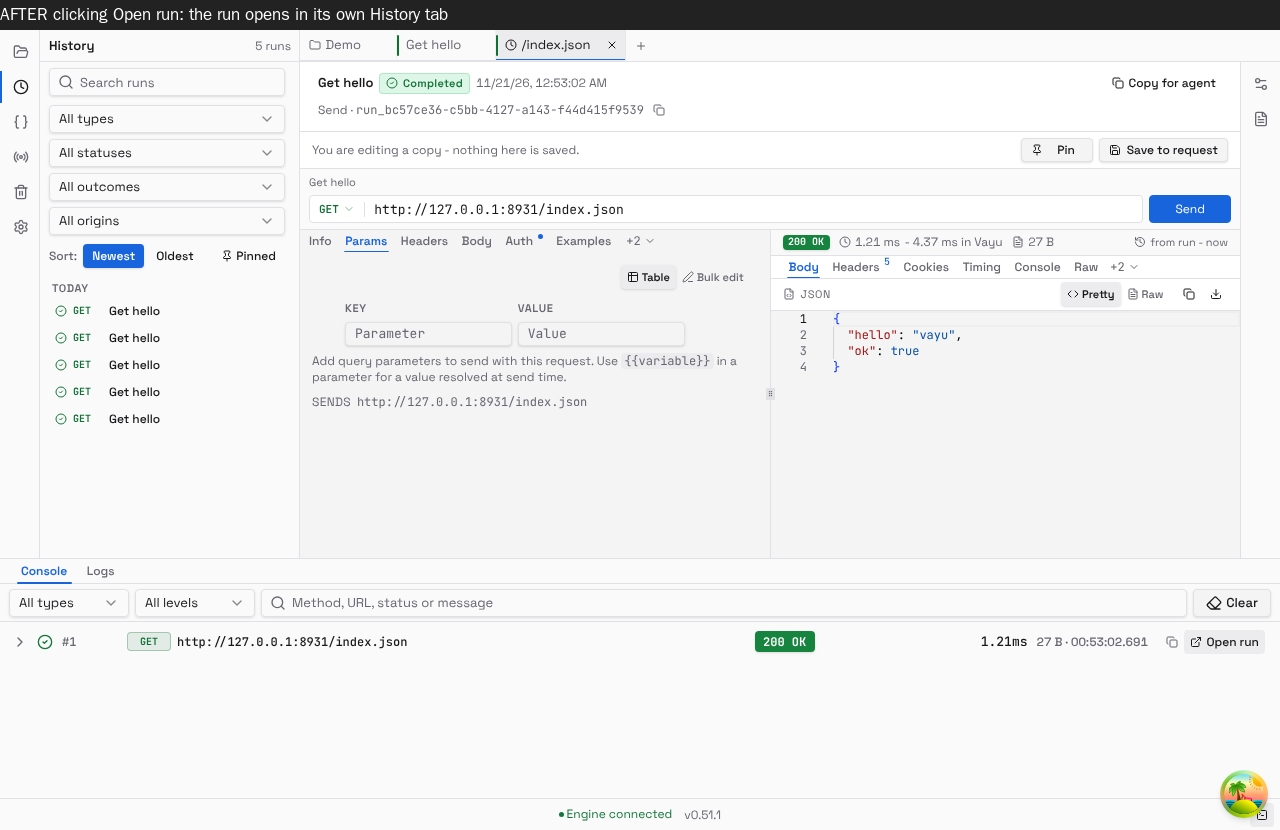 AFTER clicking Open run: the run opens in its own History tab
History 5 runs
Demo Get hello /index.json
Search runs
All types
All statuses
All outcomes
All origins
Sort: Newest Oldest Pinned
TODAY
GET Get hello
GET Get hello
GET Get hello
GET Get hello
GET Get hello
Get hello Completed 11/21/26, 12:53:02 AM Copy for agent
Send · run_bc57ce36-c5bb-4127-a143-f44d415f9539
You are editing a copy - nothing here is saved. Pin Save to request
Get hello
GET http://127.0.0.1:8931/index.json Send
Info Params Headers Body Auth Examples +2
Table Bulk edit
KEY VALUE
Parameter Value
Add query parameters to send with this request. Use {{variable}} in a
parameter for a value resolved at send time.
SENDS http://127.0.0.1:8931/index.json
200 OK 1.21 ms - 4.37 ms in Vayu 27 B from run - now
Body Headers 5 Cookies Timing Console Raw +2
JSON Pretty Raw
1 {
2 "hello": "vayu",
3 "ok": true
4 }
Console Logs
All types All levels Method, URL, status or message Clear
#1 GET http://127.0.0.1:8931/index.json 200 OK 1.21ms 27 B · 00:53:02.691 Open run
Engine connected v0.51.1